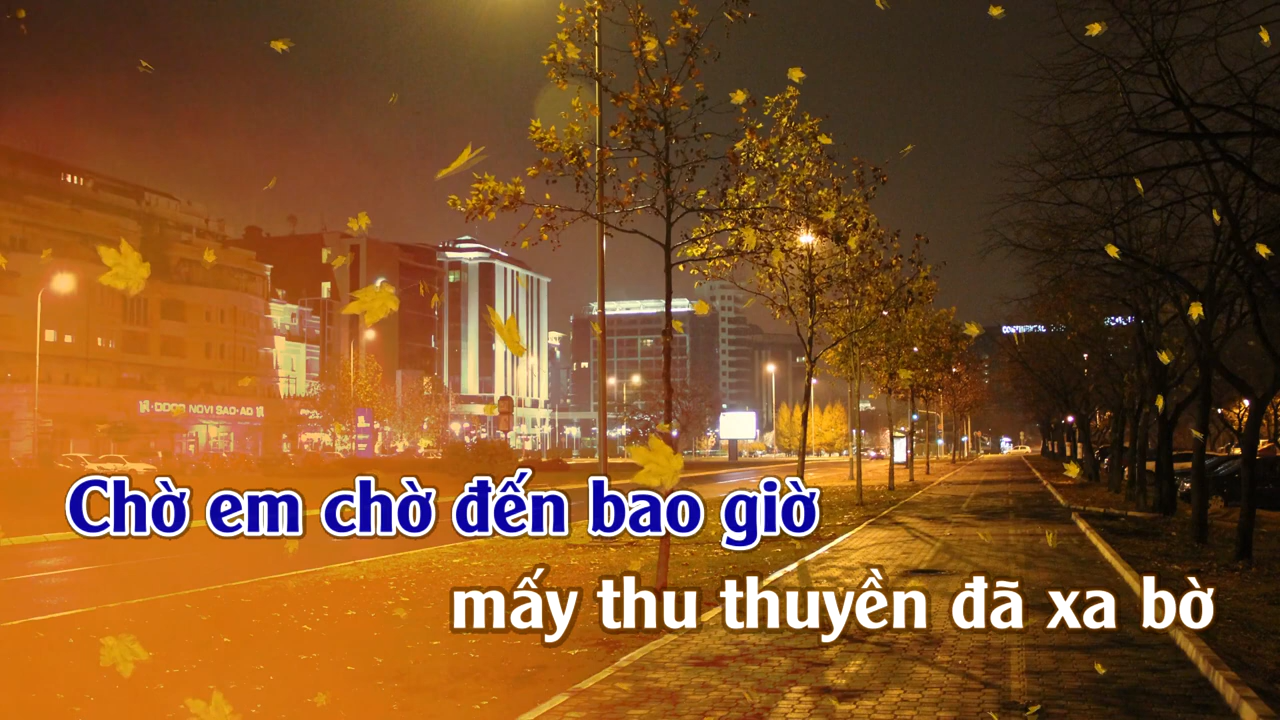 DDOR NOVI SAD-AD
CONTINENTAL
Chờ em chờ đến bao giờ
mấy thu thuyền đã xa bờ